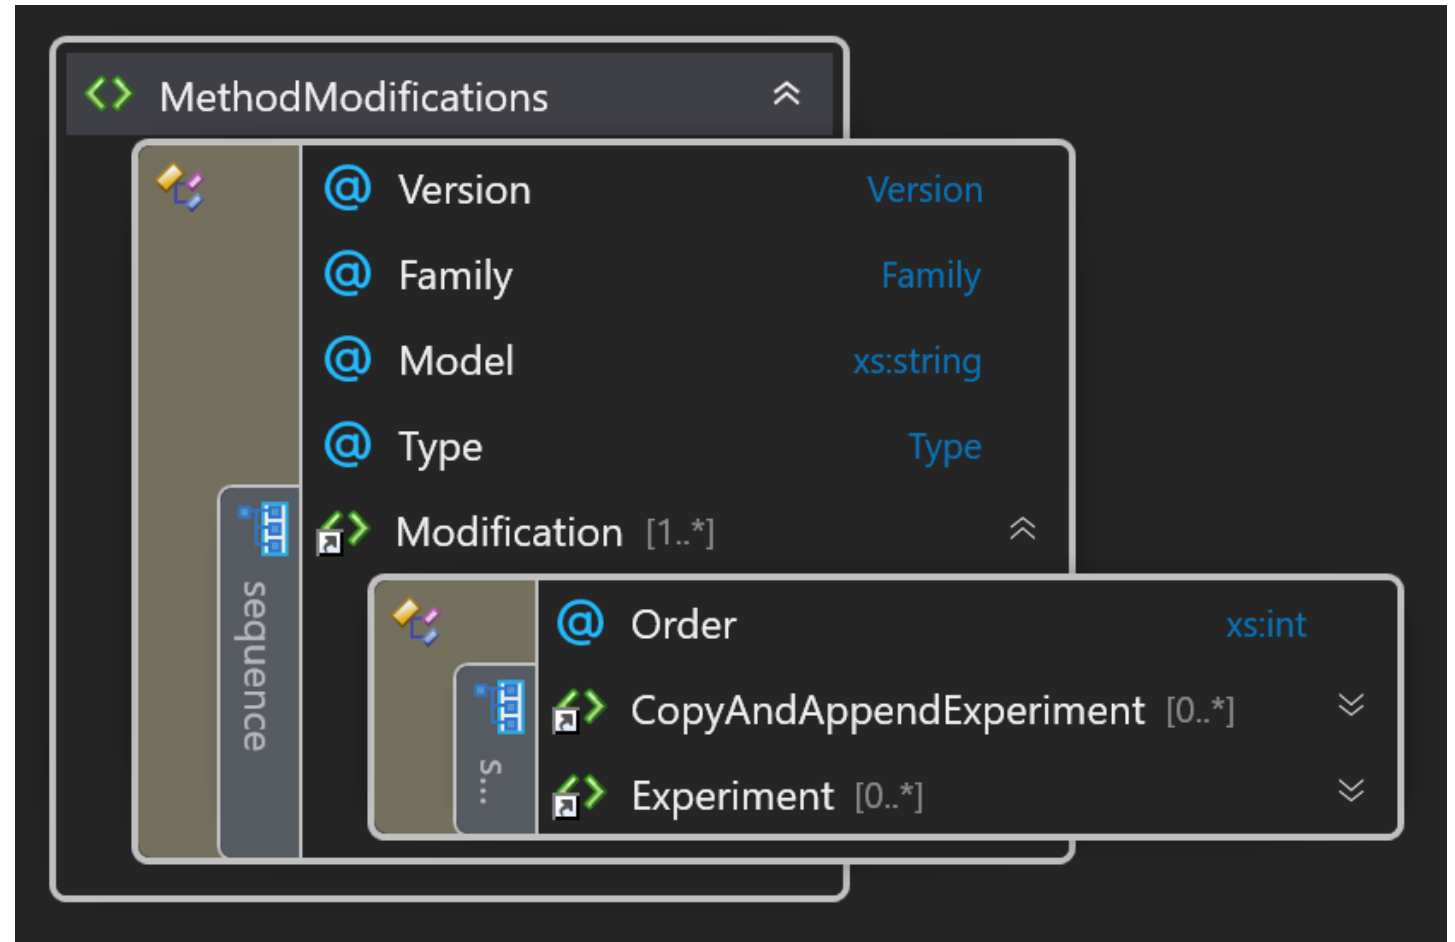 MethodModifications
@ Version Version
@ Family Family
@ Model xs:string
@ Type Type
Modification [1..*]
sequence
@ Order xs:int
CopyAndAppendExperiment [0..*]
s...
Experiment [0..*]